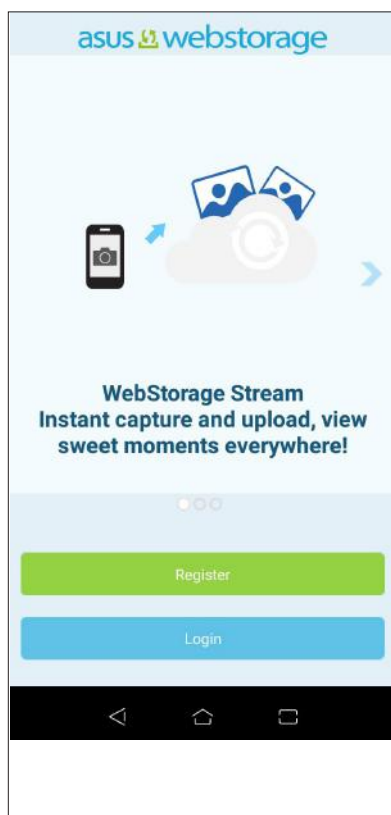 asus webstorage
WebStorage Stream
Instant capture and upload, view
sweet moments everywhere!
Register
Login